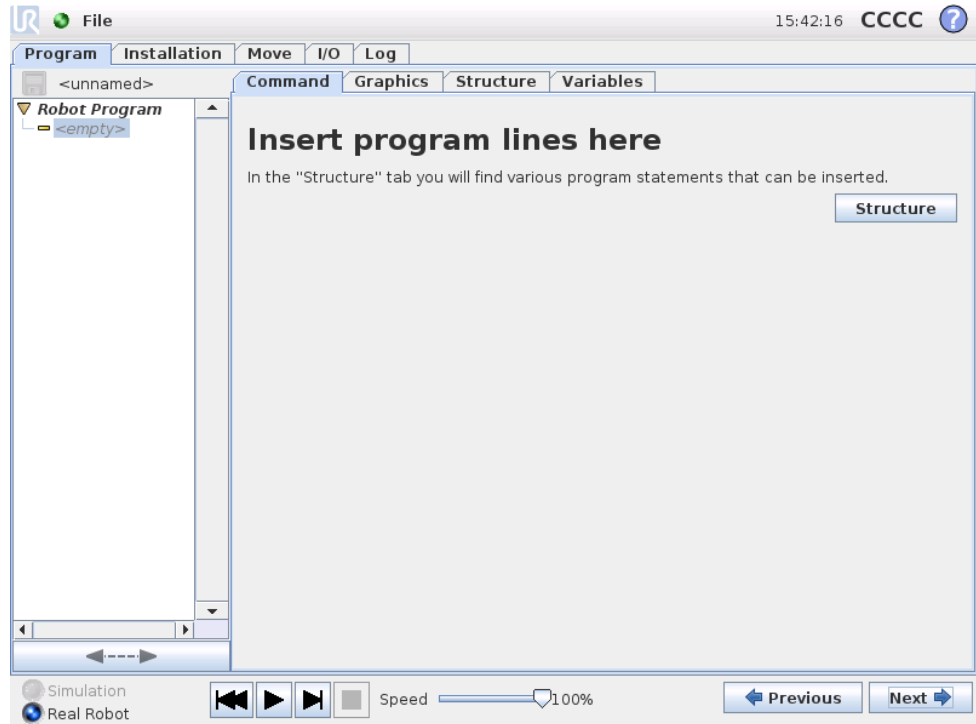 UR File 15:42:16 CCCC ?
Program Installation Move I/O Log
<unnamed>
Command Graphics Structure Variables
Robot Program
<empty>
Insert program lines here
In the "Structure" tab you will find various program statements that can be inserted.
Structure
Simulation
Real Robot
Speed 100%
Previous Next